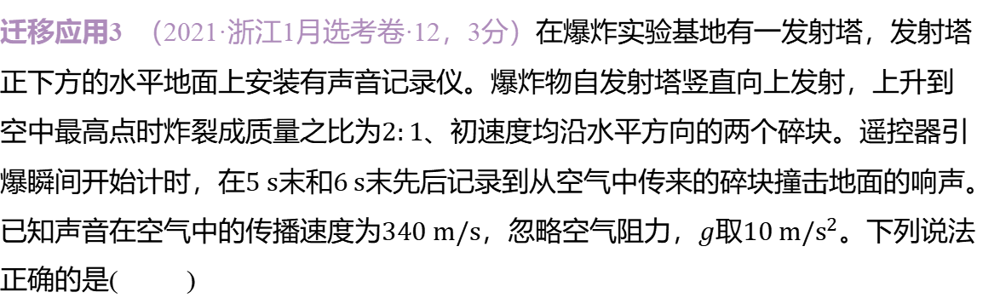 迁移应用3 （2021·浙江1月选考卷·12，3分）在爆炸实验基地有一发射塔，发射塔
正下方的水平地面上安装有声音记录仪。爆炸物自发射塔竖直向上发射，上升到
空中最高点时炸裂成质量之比为2: 1、初速度均沿水平方向的两个碎块。遥控器引
爆瞬间开始计时，在5 s末和6 s末先后记录到从空气中传来的碎块撞击地面的响声。
已知声音在空气中的传播速度为340 m/s，忽略空气阻力，g取10 m/s²。下列说法
正确的是(　　)